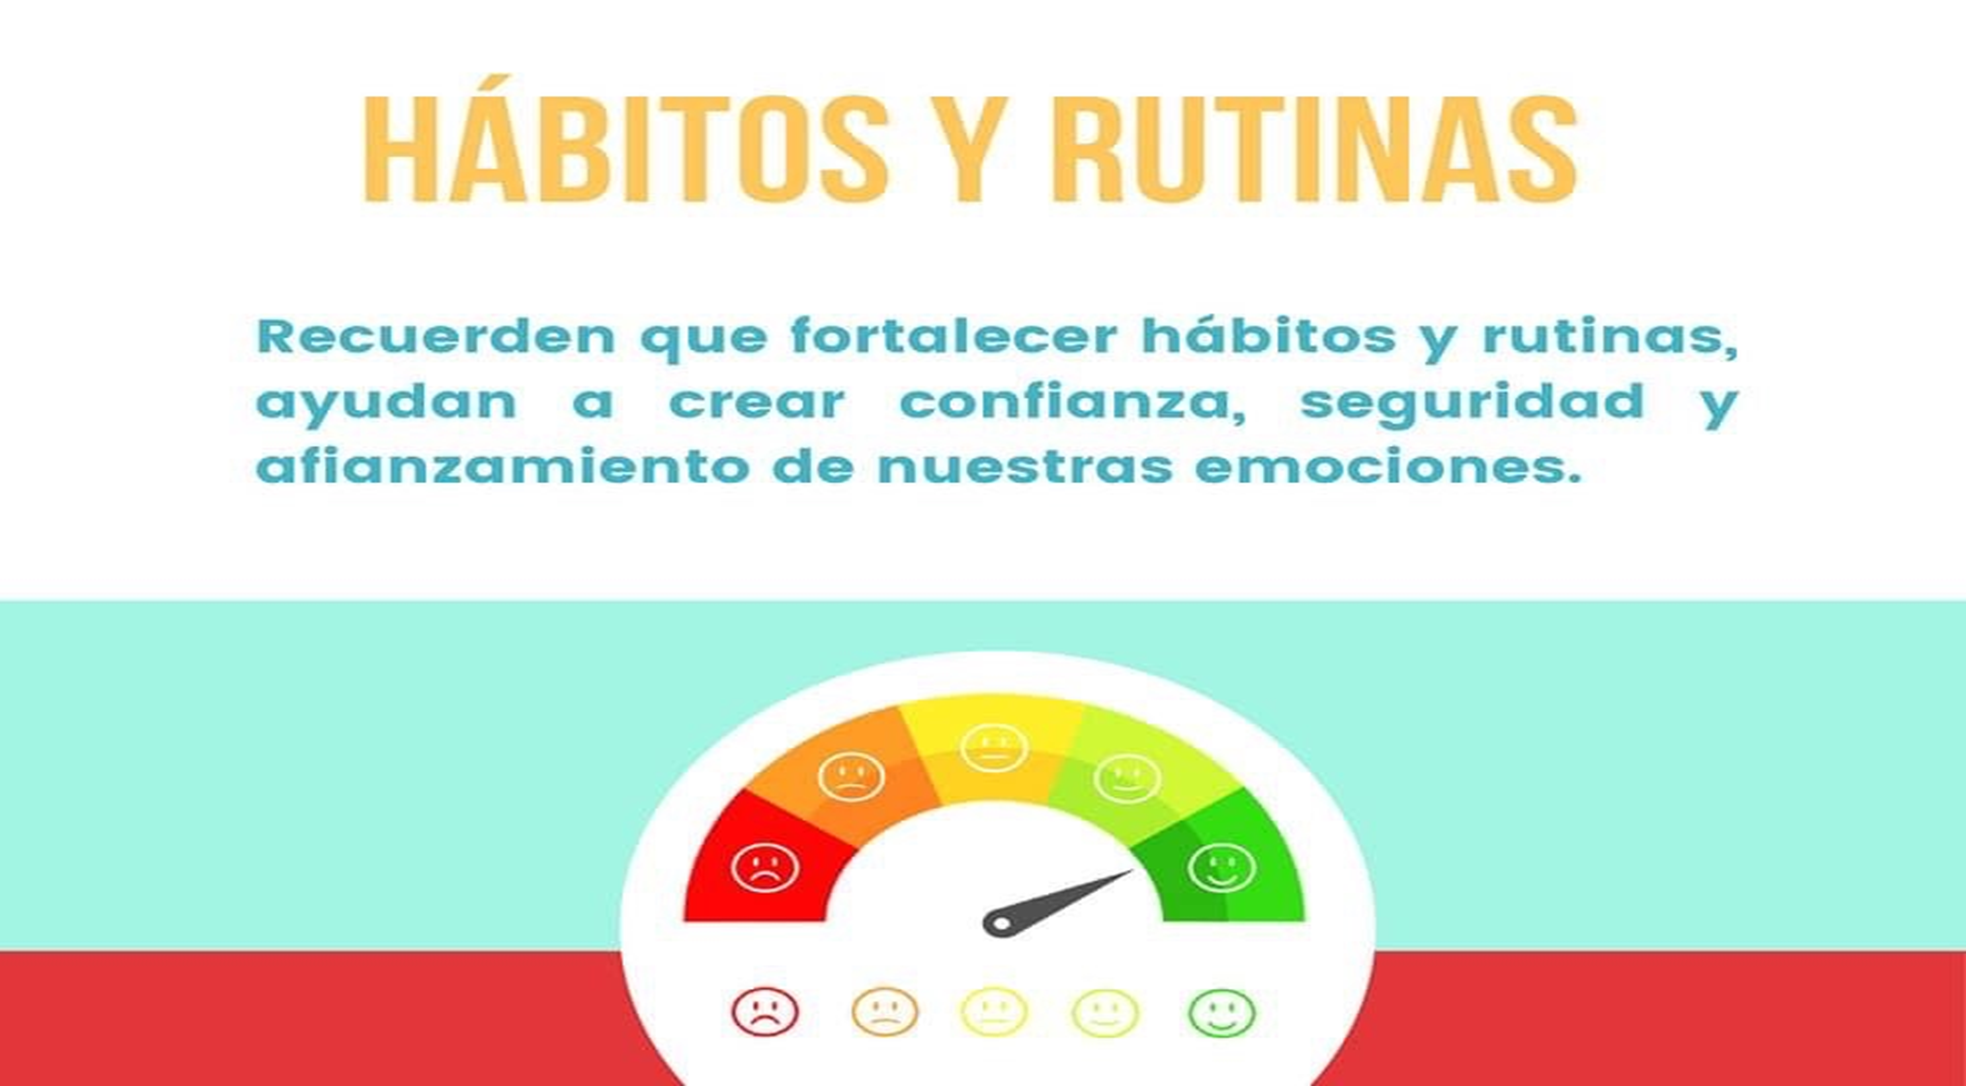 HÁBITOS Y RUTINAS
Recuerden que fortalecer hábitos y rutinas,
ayudan a crear confianza, seguridad y
afianzamiento de nuestras emociones.